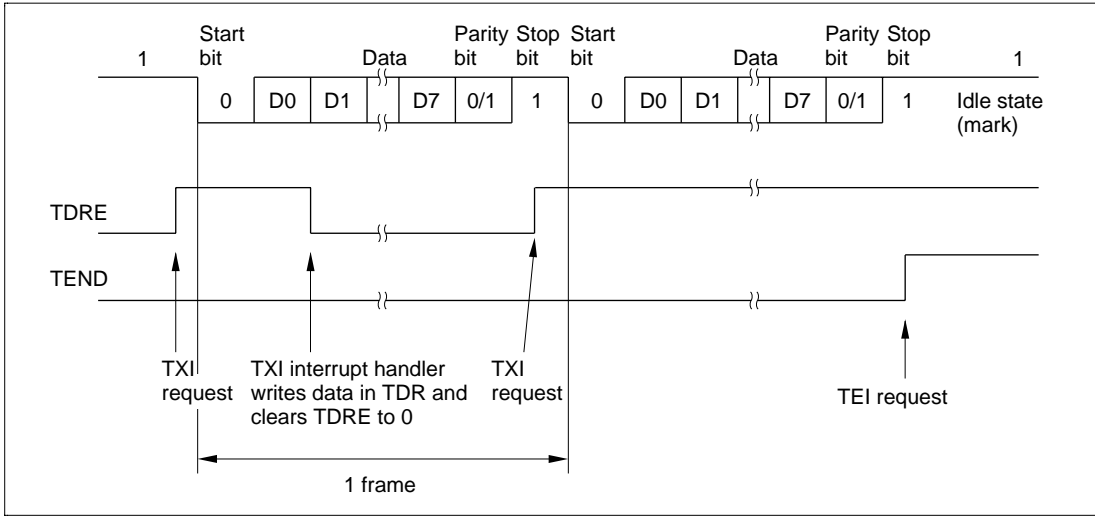 Start bit
Data
Parity bit
Stop bit
Start bit
Data
Parity bit
Stop bit
1
1
0
D0
D1
D7
0/1
1
0
D0
D1
D7
0/1
1
Idle state
(mark)
TDRE
TEND
TXI
request
TXI interrupt handler
writes data in TDR and
clears TDRE to 0
TXI
request
TEI request
1 frame